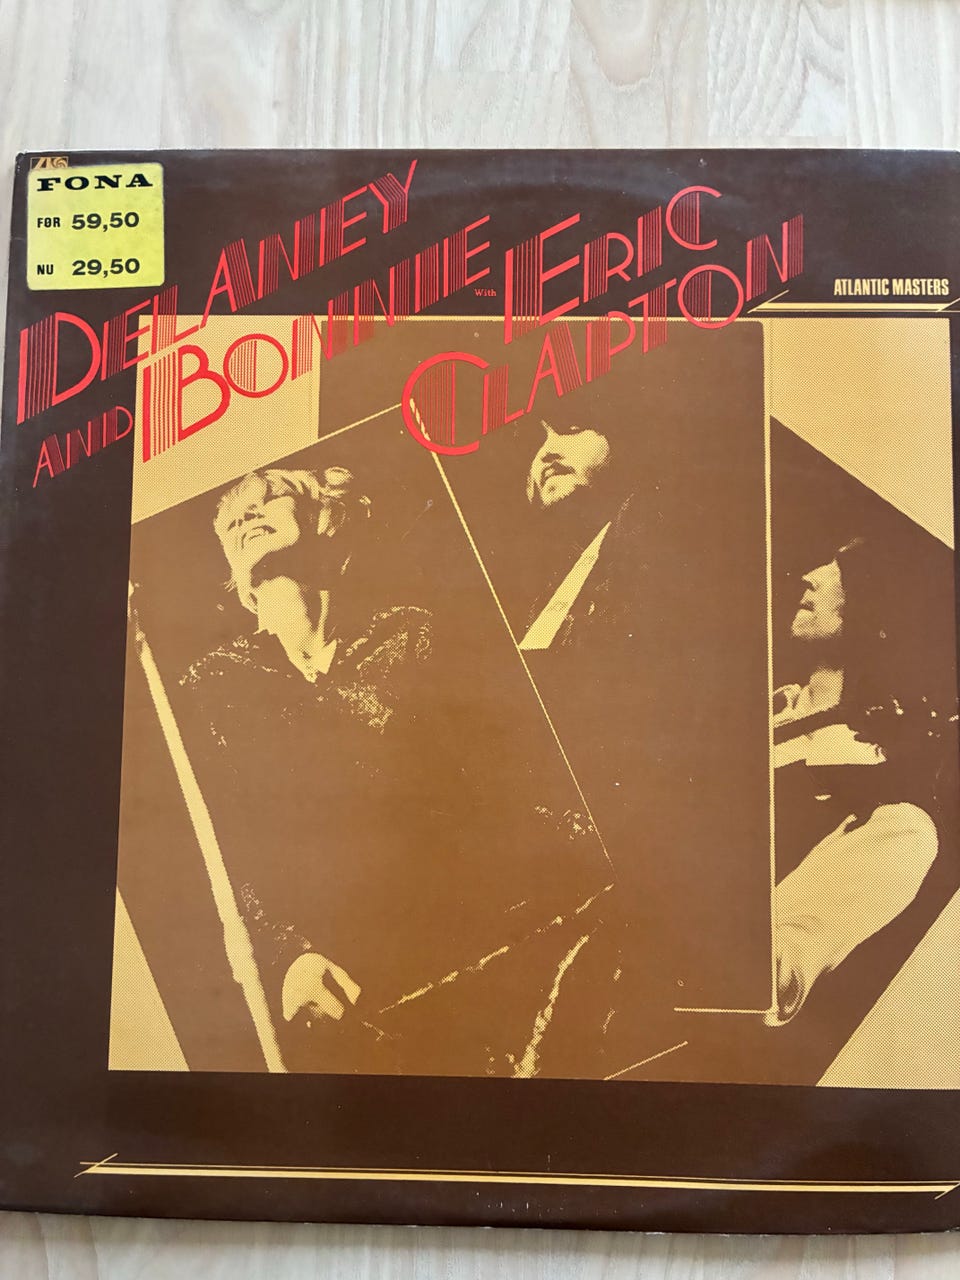 FONA
FØR 59,50
NU 29,50
DELANEY
AND BONNIE With ERIC
CLAPTON
ATLANTIC MASTERS